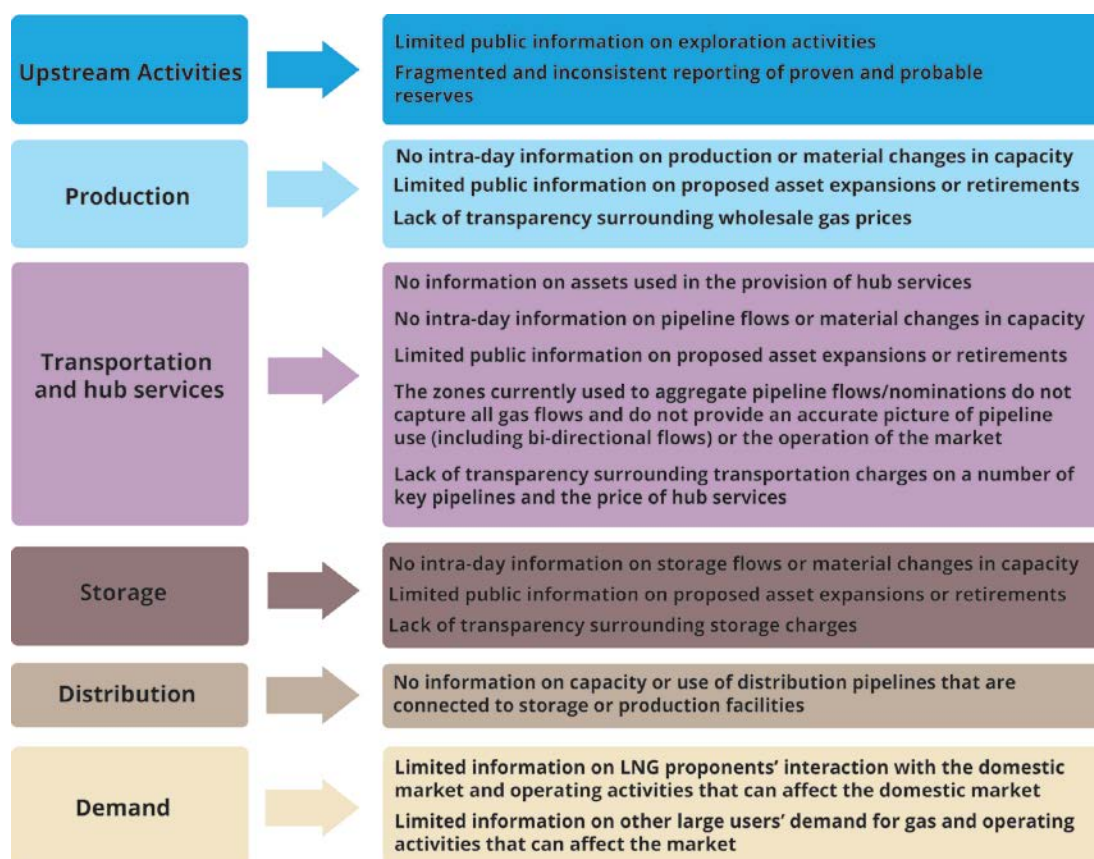 Upstream Activities
Limited public information on exploration activities
Fragmented and inconsistent reporting of proven and probable
reserves
Production
No intra-day information on production or material changes in capacity
Limited public information on proposed asset expansions or retirements
Lack of transparency surrounding wholesale gas prices
Transportation
and hub services
No information on assets used in the provision of hub services
No intra-day information on pipeline flows or material changes in capacity
Limited public information on proposed asset expansions or retirements
The zones currently used to aggregate pipeline flows/nominations do not
capture all gas flows and do not provide an accurate picture of pipeline
use (including bi-directional flows) or the operation of the market
Lack of transparency surrounding transportation charges on a number of
key pipelines and the price of hub services
Storage
No intra-day information on storage flows or material changes in capacity
Limited public information on proposed asset expansions or retirements
Lack of transparency surrounding storage charges
Distribution
No information on capacity or use of distribution pipelines that are
connected to storage or production facilities
Demand
Limited information on LNG proponents’ interaction with the domestic
market and operating activities that can affect the domestic market
Limited information on other large users’ demand for gas and operating
activities that can affect the market